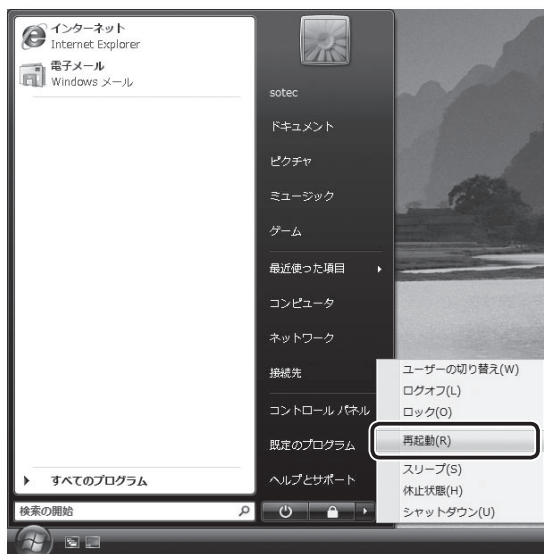 インターネット
Internet Explorer
電子メール
Windows メール
すべてのプログラム
検索の開始
sotec
ドキュメント
ピクチャ
ミュージック
ゲーム
最近使った項目
コンピュータ
ネットワーク
接続先
コントロール パネル
既定のプログラム
ヘルプとサポート
ユーザーの切り替え(W)
ログオフ(L)
ロック(O)
再起動(R)
スリープ(S)
休止状態(H)
シャットダウン(U)